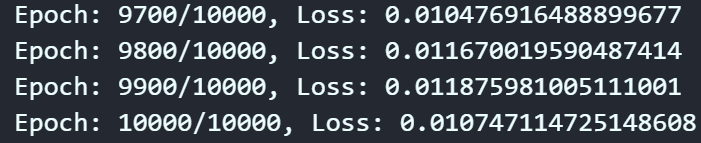 Epoch: 9700/10000, Loss: 0.010476916488899677
Epoch: 9800/10000, Loss: 0.011670019590487414
Epoch: 9900/10000, Loss: 0.011875981005111001
Epoch: 10000/10000, Loss: 0.010747114725148608